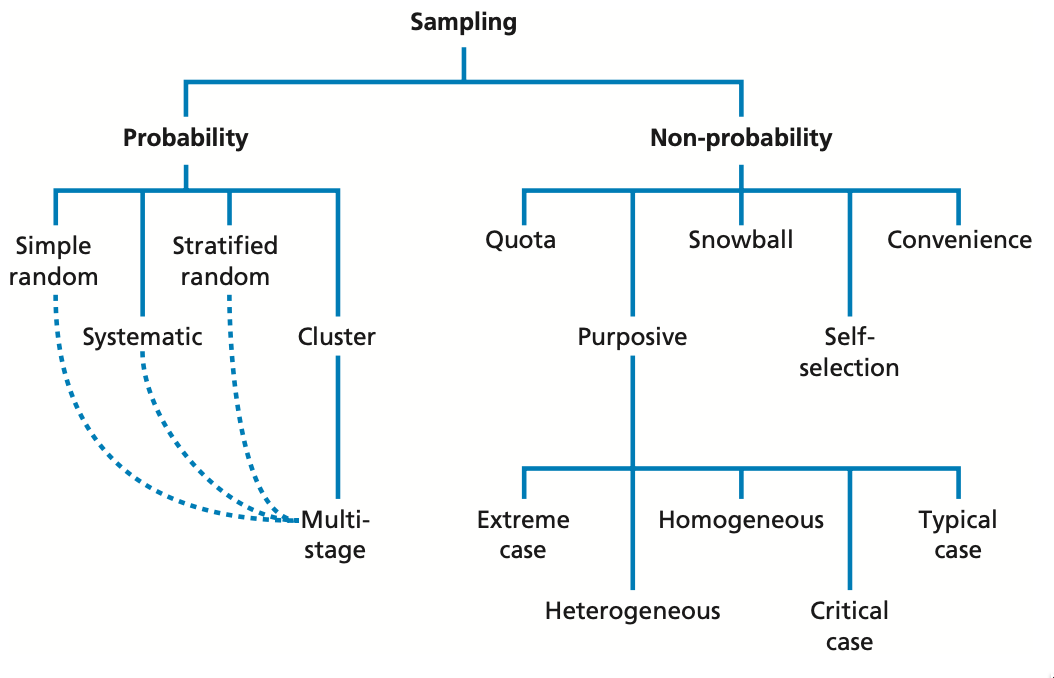 Sampling
Probability
Non-probability
Simple
random
Stratified
random
Quota
Snowball
Convenience
Systematic
Cluster
Purposive
Self-
selection
Multi-
stage
Extreme
case
Homogeneous
Typical
case
Heterogeneous
Critical
case